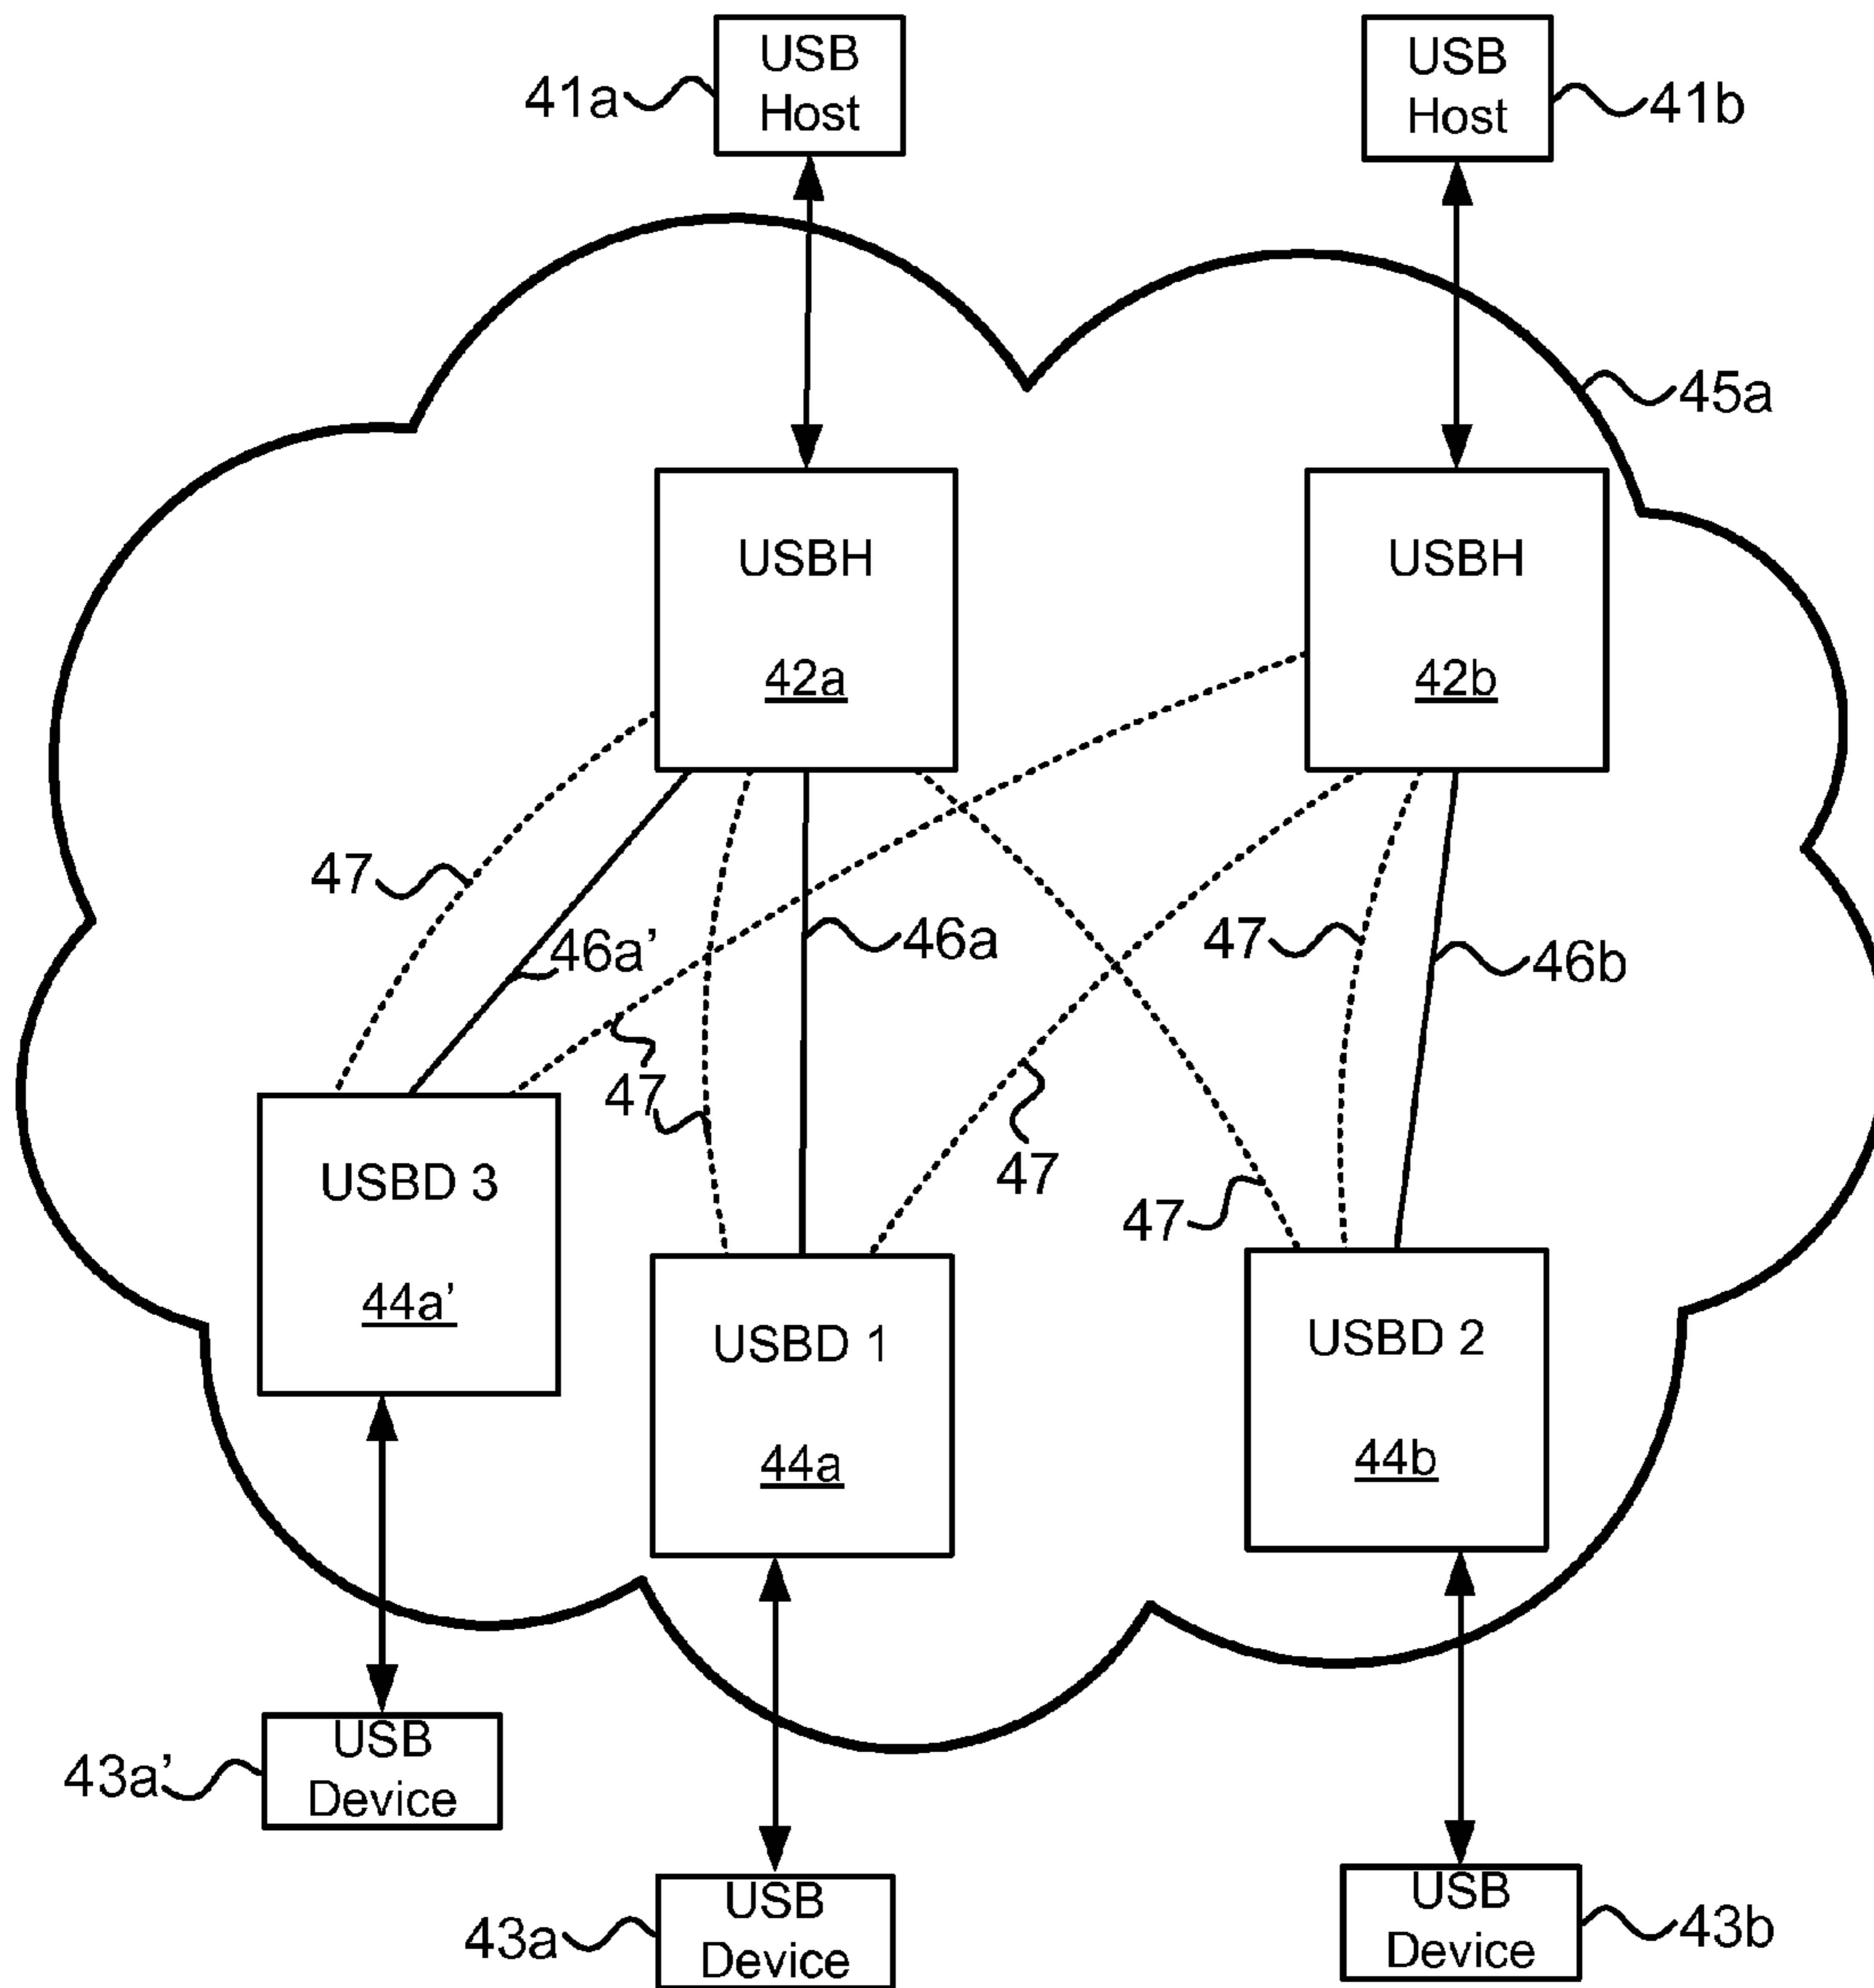 USB
Host
41a
USB
Host
41b
45a
USBH
42a
USBH
42b
47
46a’
46a
47
46b
47
47
47
USBD 3
44a’
USBD 1
44a
USBD 2
44b
USB
Device
43a’
USB
Device
43a
USB
Device
43b